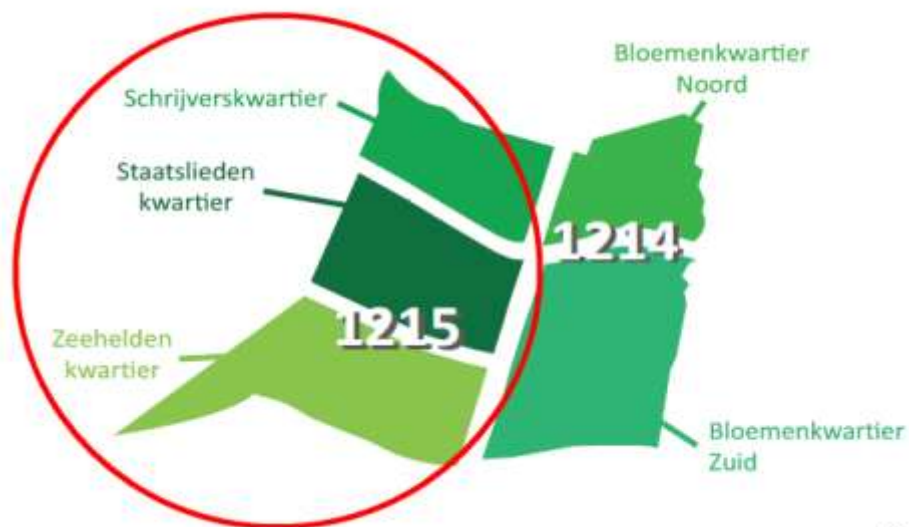 Bloemenkwartier
Noord
Schrijverskwartier
Staatslieden
kwartier
1214
1215
Zeehelden
kwartier
Bloemenkwartier
Zuid